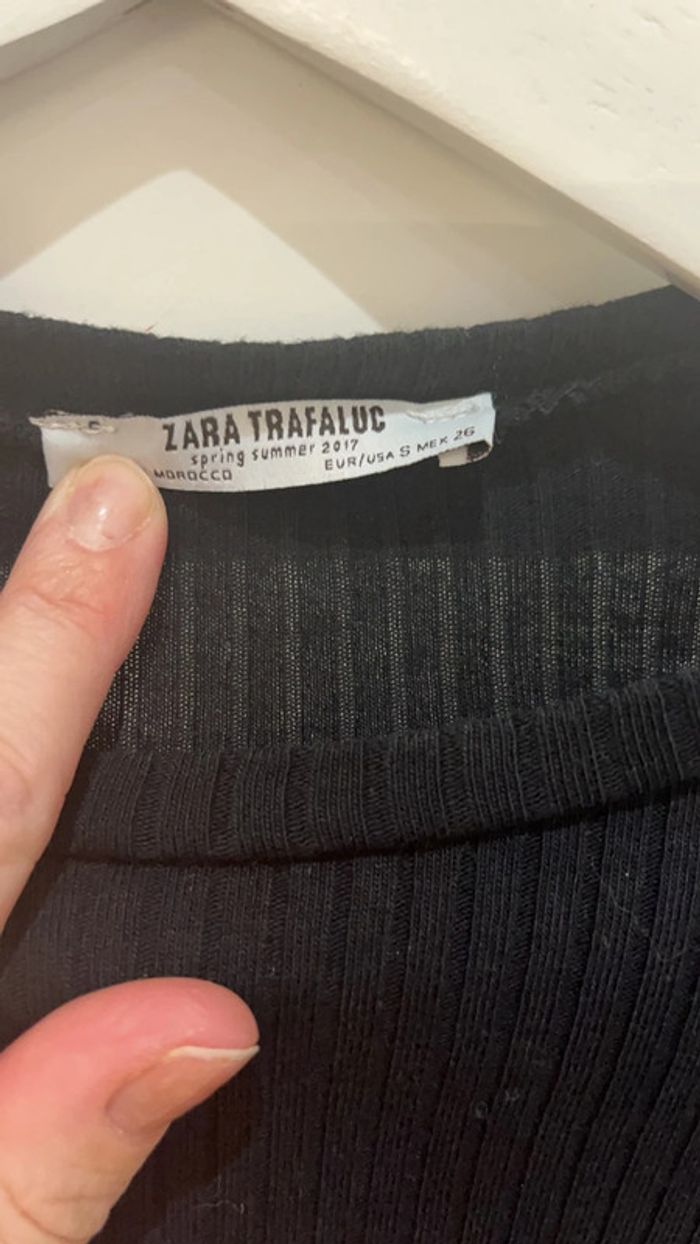 ZARA TRAFALUC
spring summer 2017
MOROCCO EUR/USA S MEX 26